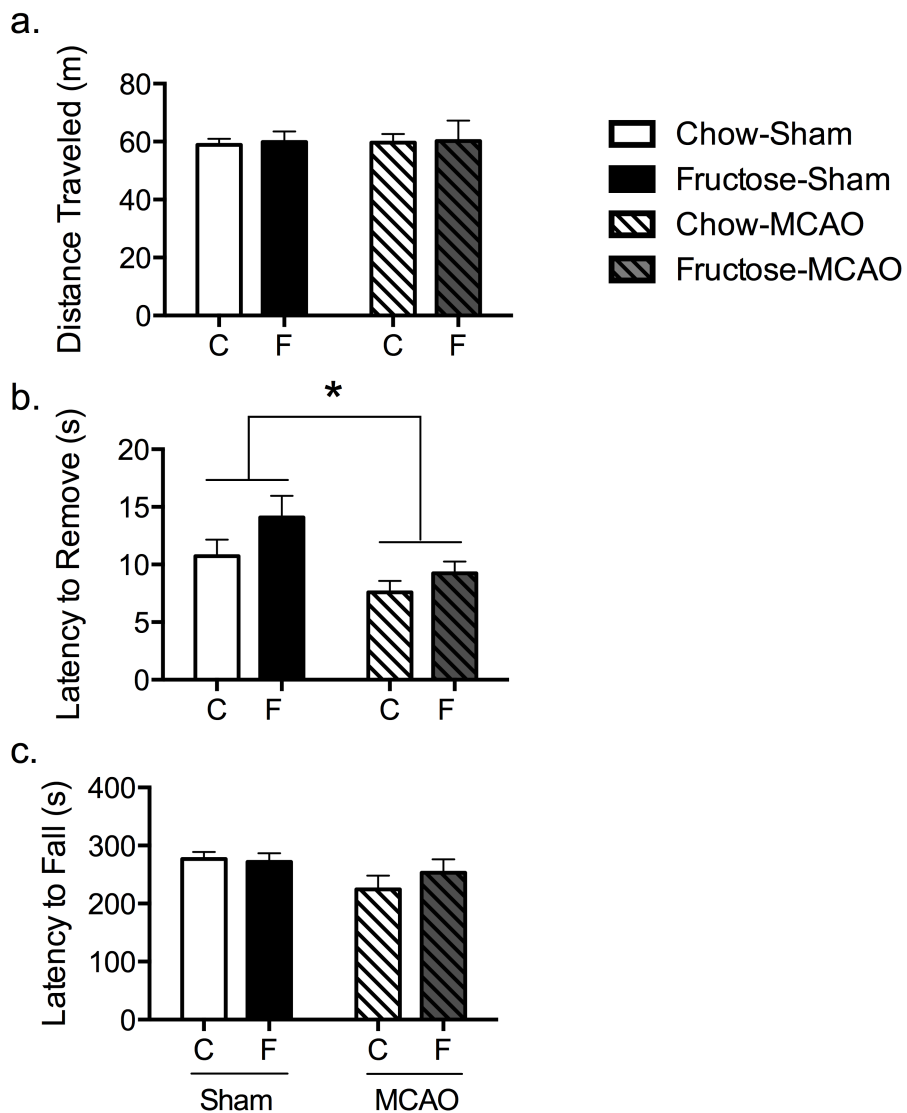 a.
Distance Traveled (m)
80
60
40
20
0
C F C F
Chow-Sham
Fructose-Sham
Chow-MCAO
Fructose-MCAO
b.
*
Latency to Remove (s)
20
15
10
5
0
C F C F
c.
Latency to Fall (s)
400
300
200
100
0
C F C F
Sham MCAO